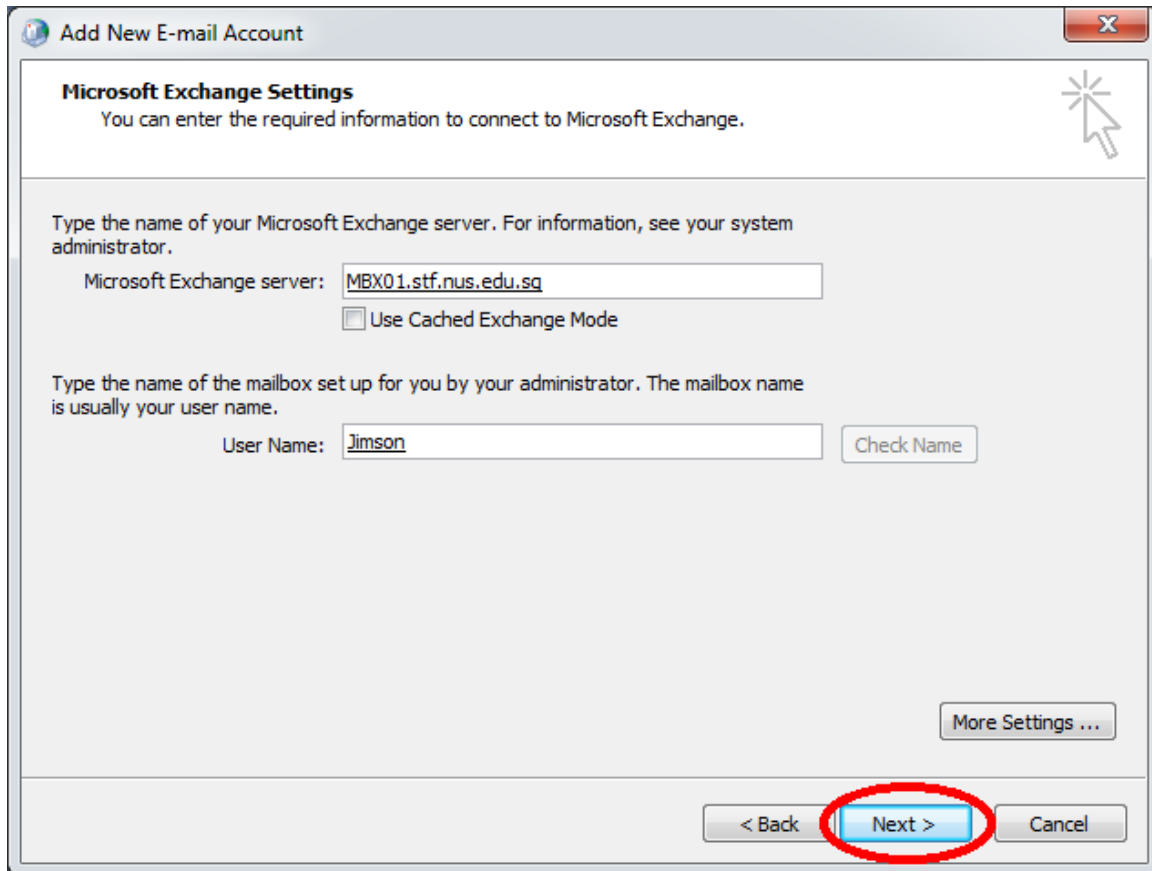 Add New E-mail Account
Microsoft Exchange Settings
You can enter the required information to connect to Microsoft Exchange.
Type the name of your Microsoft Exchange server. For information, see your system
administrator.
Microsoft Exchange server: MBX01.stf.nus.edu.sg
Use Cached Exchange Mode
Type the name of the mailbox set up for you by your administrator. The mailbox name
is usually your user name.
User Name: Jimson Check Name
More Settings ...
< Back Next > Cancel